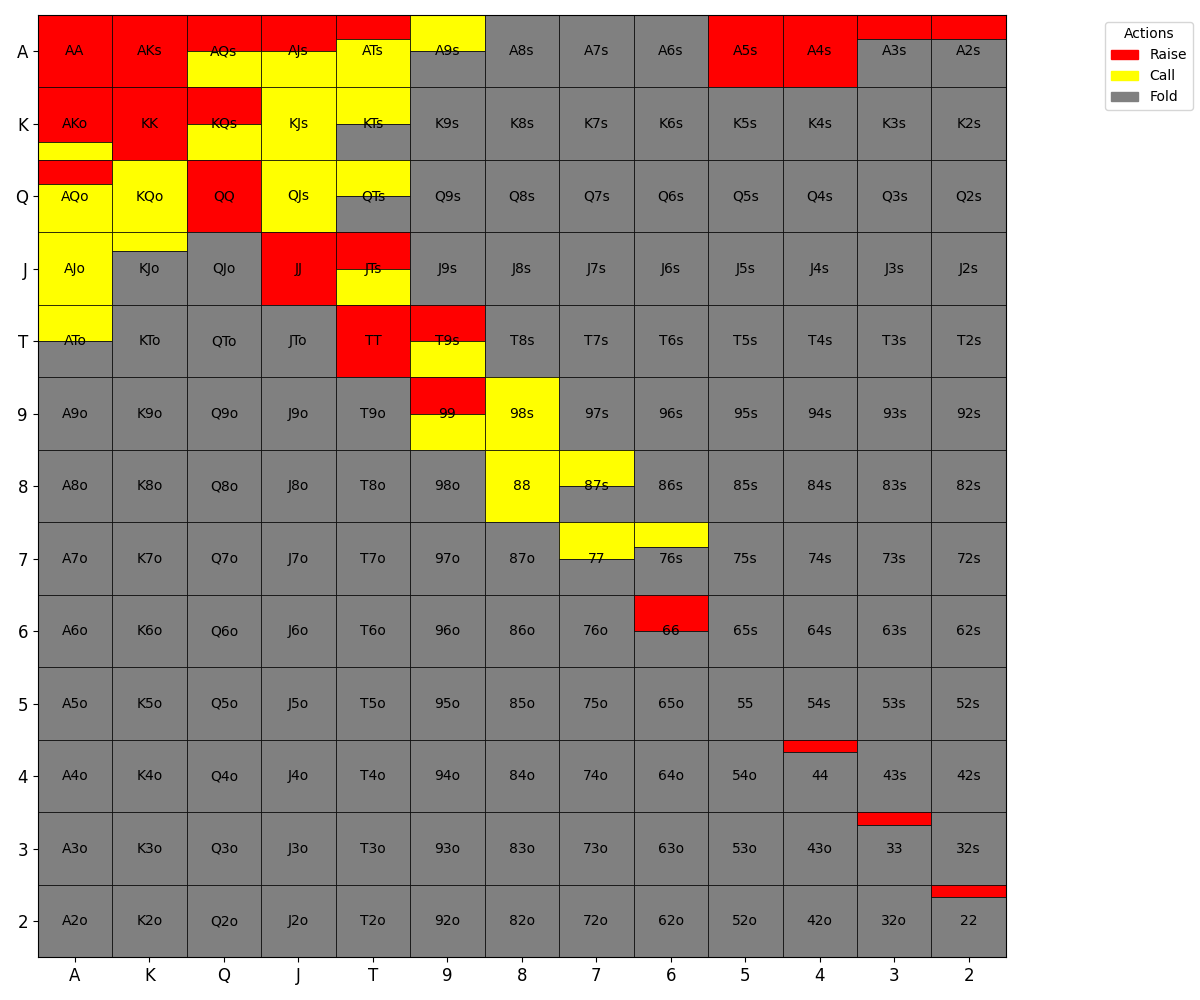 Actions
Raise
Call
Fold
A AA AKs AQs AJs ATs A9s A8s A7s A6s A5s A4s A3s A2s
K AKo KK KQs KJs KTs K9s K8s K7s K6s K5s K4s K3s K2s
Q AQo KQo QQ QJs QTs Q9s Q8s Q7s Q6s Q5s Q4s Q3s Q2s
J AJo KJo QJo JJ JTs J9s J8s J7s J6s J5s J4s J3s J2s
T ATo KTo QTo JTo TT T9s T8s T7s T6s T5s T4s T3s T2s
9 A9o K9o Q9o J9o T9o 99 98s 97s 96s 95s 94s 93s 92s
8 A8o K8o Q8o J8o T8o 98o 88 87s 86s 85s 84s 83s 82s
7 A7o K7o Q7o J7o T7o 97o 87o 77 76s 75s 74s 73s 72s
6 A6o K6o Q6o J6o T6o 96o 86o 76o 66 65s 64s 63s 62s
5 A5o K5o Q5o J5o T5o 95o 85o 75o 65o 55 54s 53s 52s
4 A4o K4o Q4o J4o T4o 94o 84o 74o 64o 54o 44 43s 42s
3 A3o K3o Q3o J3o T3o 93o 83o 73o 63o 53o 43o 33 32s
2 A2o K2o Q2o J2o T2o 92o 82o 72o 62o 52o 42o 32o 22
A K Q J T 9 8 7 6 5 4 3 2